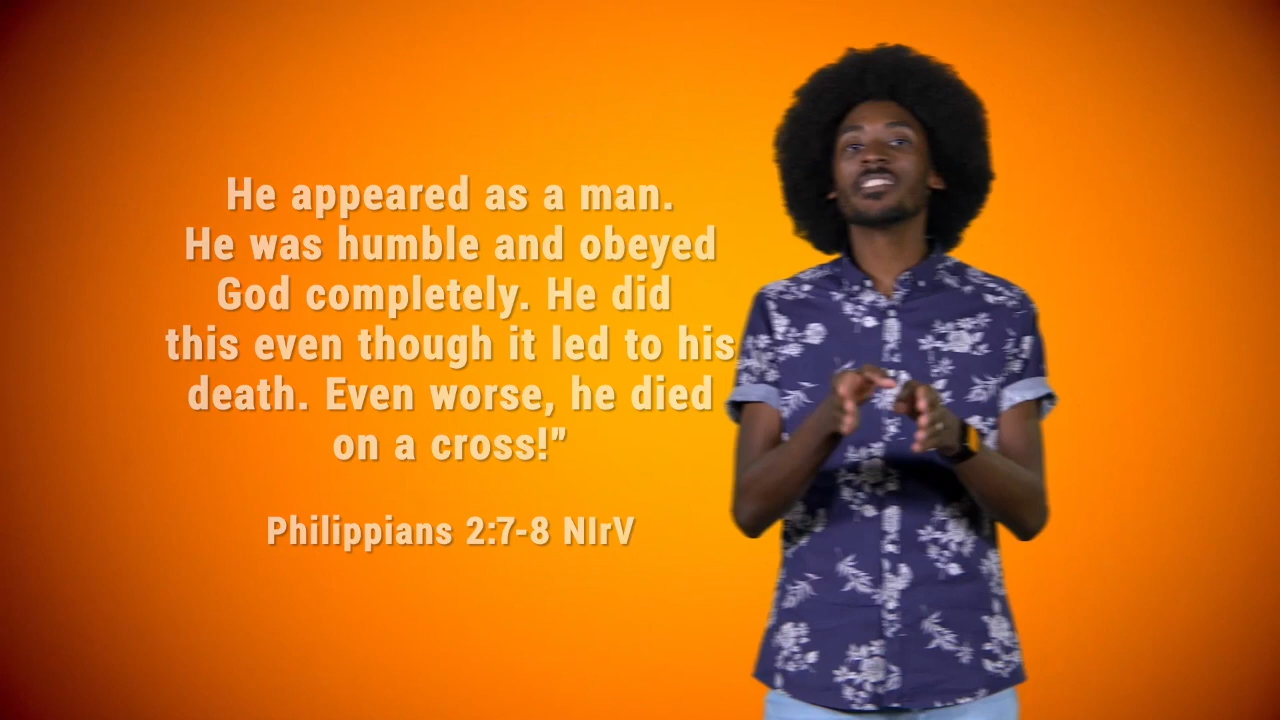 He appeared as a man.
He was humble and obeyed
God completely. He did
this even though it led to his
death. Even worse, he died
on a cross!”
Philippians 2:7-8 NIrV